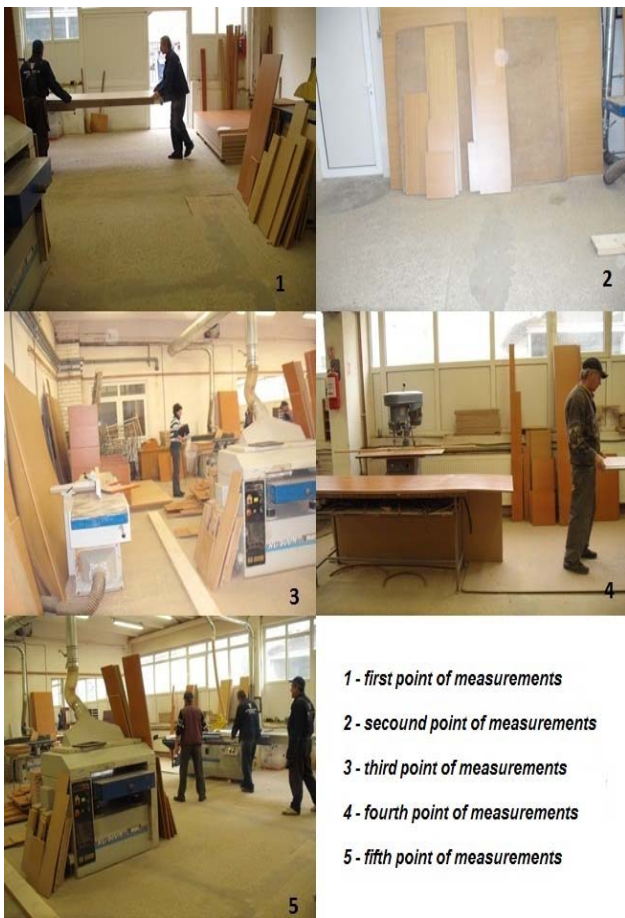 1
2
3
4
5
1 - first point of measurements
2 - secound point of measurements
3 - third point of measurements
4 - fourth point of measurements
5 - fifth point of measurements